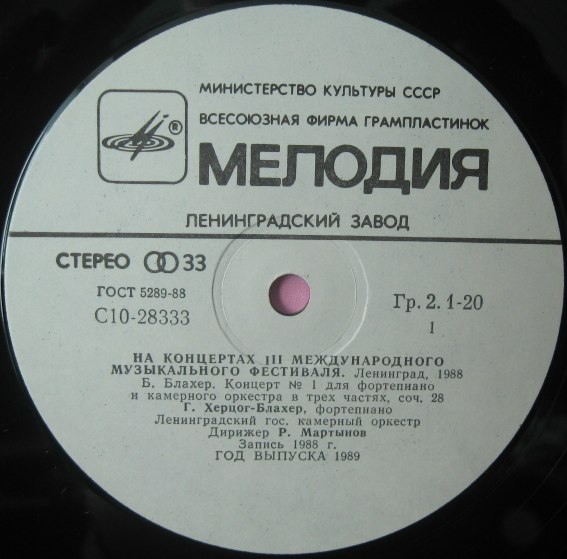 МИНИСТЕРСТВО КУЛЬТУРЫ СССР
ВСЕСОЮЗНАЯ ФИРМА ГРАМПЛАСТИНОК
®
МЕЛОДИЯ
ЛЕНИНГРАДСКИЙ ЗАВОД
СТЕРЕО 33
ГОСТ 5289-88
С10-28333
Гр. 2. 1-20
1
НА КОНЦЕРТАХ III МЕЖДУНАРОДНОГО
МУЗЫКАЛЬНОГО ФЕСТИВАЛЯ. Ленинград, 1988
Б. Блахер. Концерт № 1 для фортепиано
и камерного оркестра в трех частях, соч. 28
Г. Херцог-Блахер, фортепиано
Ленинградский гос. камерный оркестр
Дирижер Р. Мартынов
Запись 1988 г.
ГОД ВЫПУСКА 1989